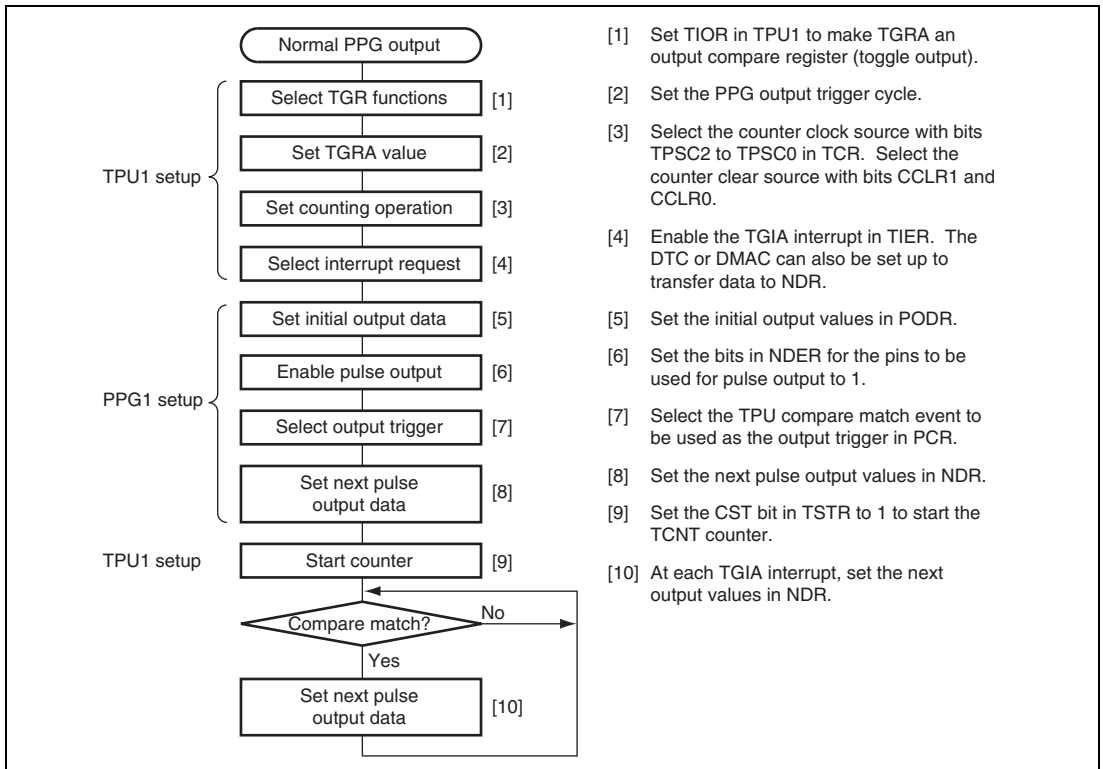 Normal PPG output
Select TGR functions [1]
Set TGRA value [2]
TPU1 setup
Set counting operation [3]
Select interrupt request [4]
Set initial output data [5]
Enable pulse output [6]
PPG1 setup
Select output trigger [7]
Set next pulse
output data
[8]
TPU1 setup
Start counter [9]
Compare match?
No
Yes
Set next pulse
output data
[10]
[1] Set TIOR in TPU1 to make TGRA an
output compare register (toggle output).
[2] Set the PPG output trigger cycle.
[3] Select the counter clock source with bits
TPSC2 to TPSC0 in TCR. Select the
counter clear source with bits CCLR1 and
CCLR0.
[4] Enable the TGIA interrupt in TIER. The
DTC or DMAC can also be set up to
transfer data to NDR.
[5] Set the initial output values in PODR.
[6] Set the bits in NDER for the pins to be
used for pulse output to 1.
[7] Select the TPU compare match event to
be used as the output trigger in PCR.
[8] Set the next pulse output values in NDR.
[9] Set the CST bit in TSTR to 1 to start the
TCNT counter.
[10] At each TGIA interrupt, set the next
output values in NDR.